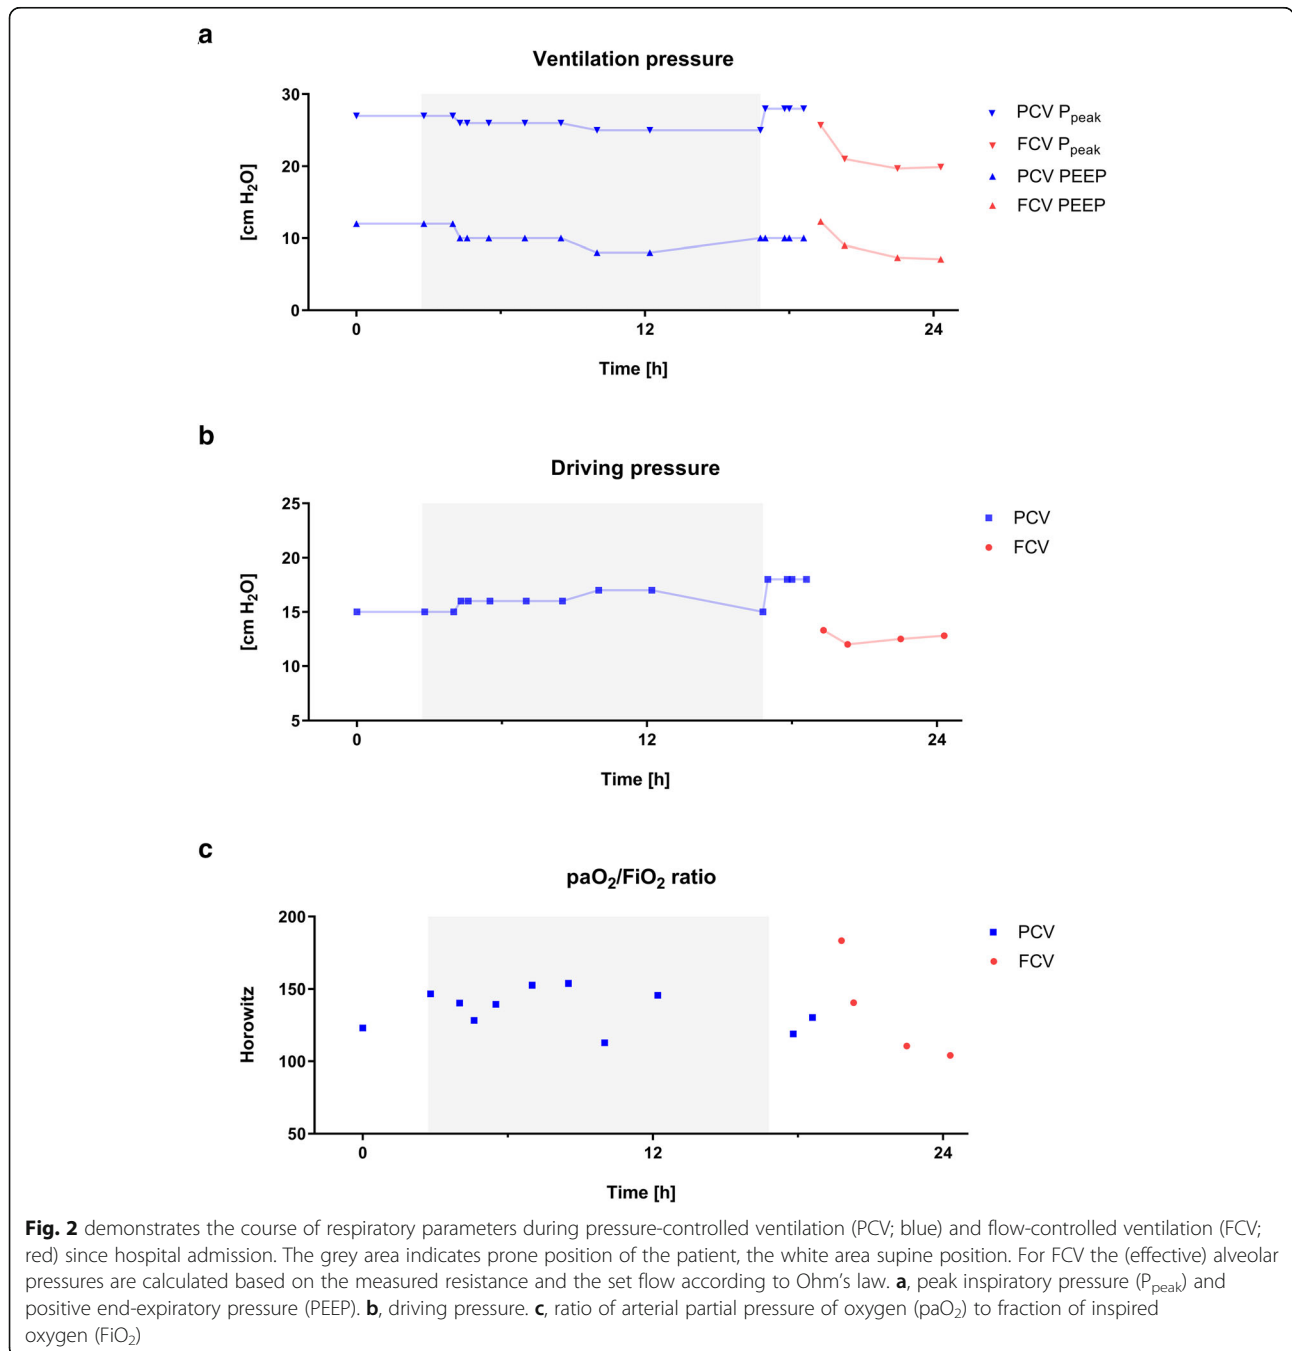 a
Ventilation pressure
30
20
10
0
[cm H₂O]
0 12 24
Time [h]
PCV Ppeak
FCV Ppeak
PCV PEEP
FCV PEEP
b
Driving pressure
25
20
15
10
5
[cm H₂O]
0 12 24
Time [h]
PCV
FCV
c
paO₂/FiO₂ ratio
200
150
100
50
Horowitz
0 12 24
Time [h]
PCV
FCV
Fig. 2 demonstrates the course of respiratory parameters during pressure-controlled ventilation (PCV; blue) and flow-controlled ventilation (FCV;
red) since hospital admission. The grey area indicates prone position of the patient, the white area supine position. For FCV the (effective) alveolar
pressures are calculated based on the measured resistance and the set flow according to Ohm's law. a, peak inspiratory pressure (Ppeak) and
positive end-expiratory pressure (PEEP). b, driving pressure. c, ratio of arterial partial pressure of oxygen (paO₂) to fraction of inspired
oxygen (FiO₂)